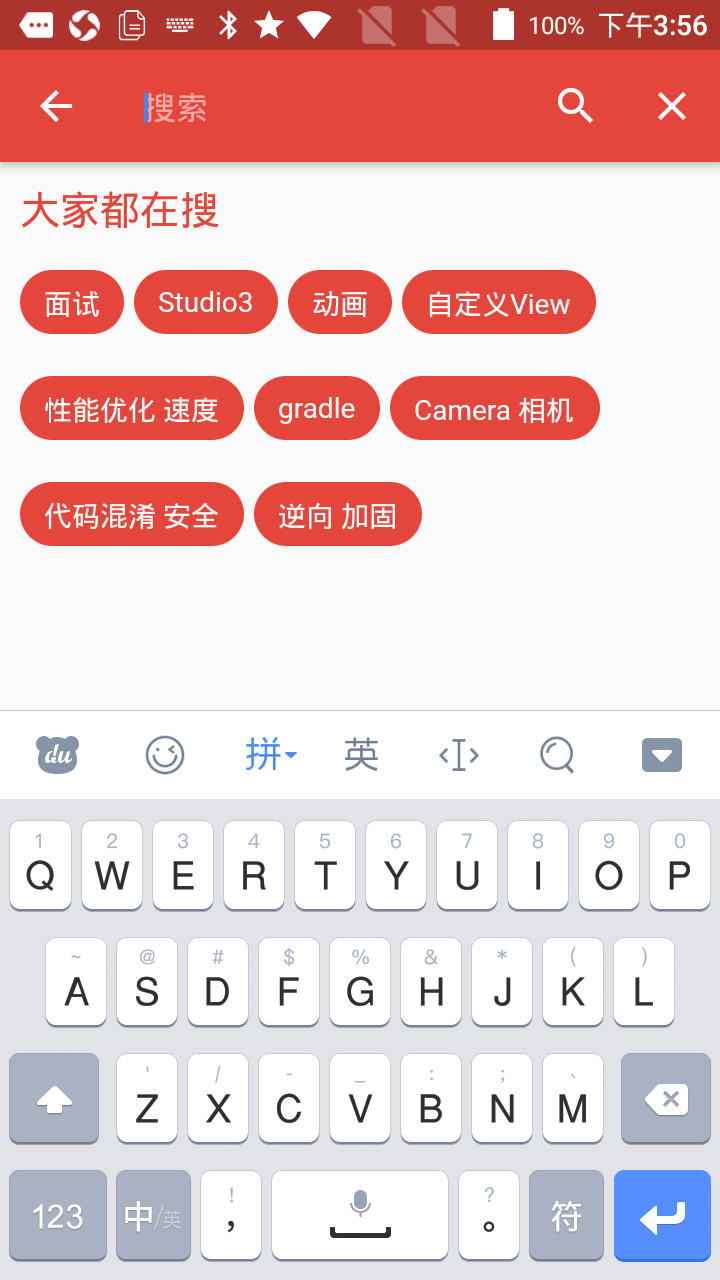 100% 下午3:56
搜索
大家都在搜
面试 Studio3 动画 自定义View
性能优化 速度 gradle Camera 相机
代码混淆 安全 逆向 加固
du 拼 英
1 2 3 4 5 6 7 8 9 0
Q W E R T Y U I O P
~ @ # $ % & * ( )
A S D F G H J K L
' / - _ : ; 、
Z X C V B N M
! ?
123 中/英 , 。 符